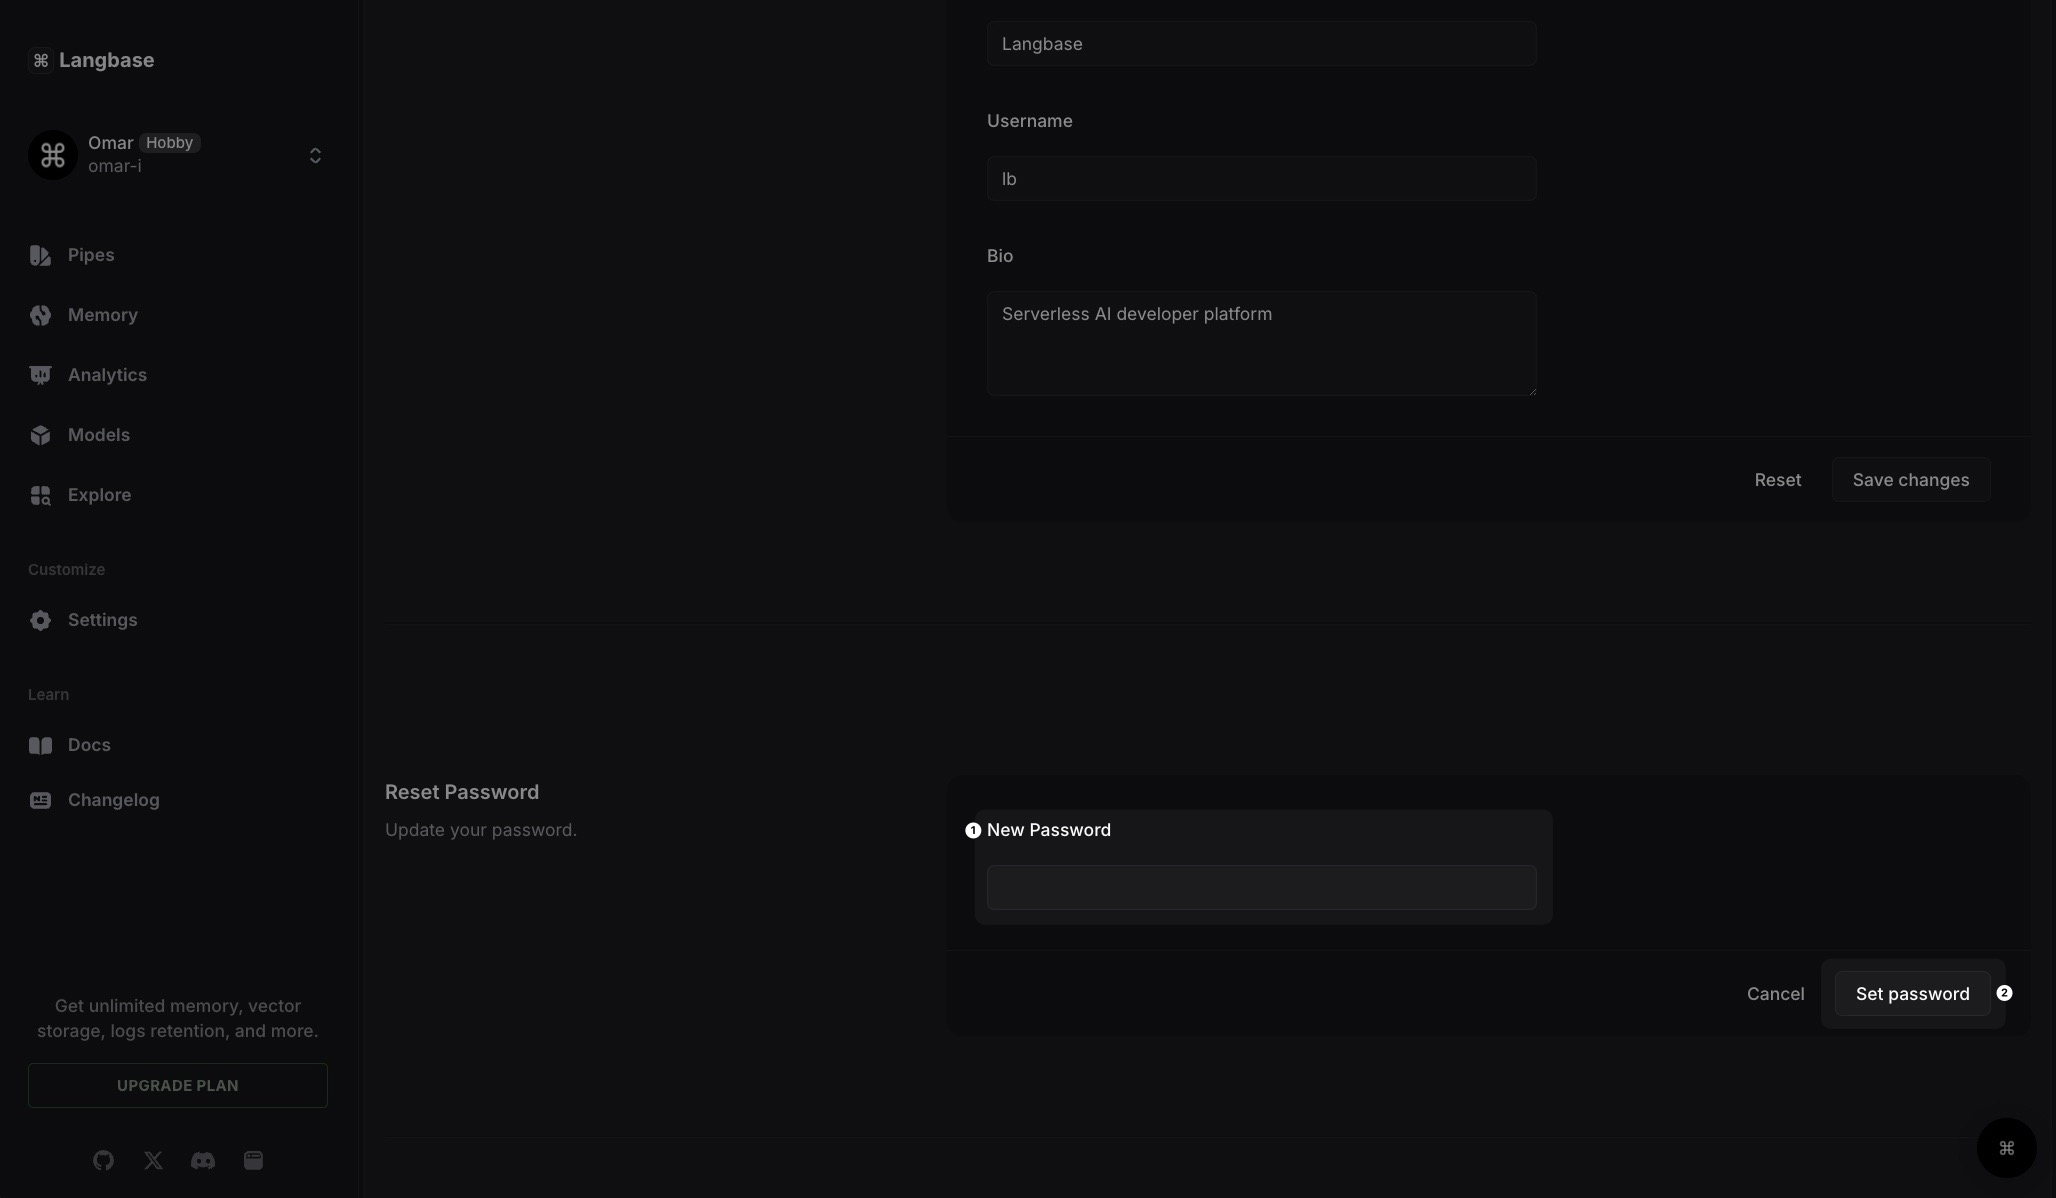 Langbase
Omar Hobby
omar-i
Pipes
Memory
Analytics
Models
Explore
Customize
Settings
Learn
Docs
Changelog
Get unlimited memory, vector
storage, logs retention, and more.
UPGRADE PLAN
Langbase
Username
lb
Bio
Serverless AI developer platform
Reset
Save changes
Reset Password
Update your password.
1 New Password
Cancel
Set password 2